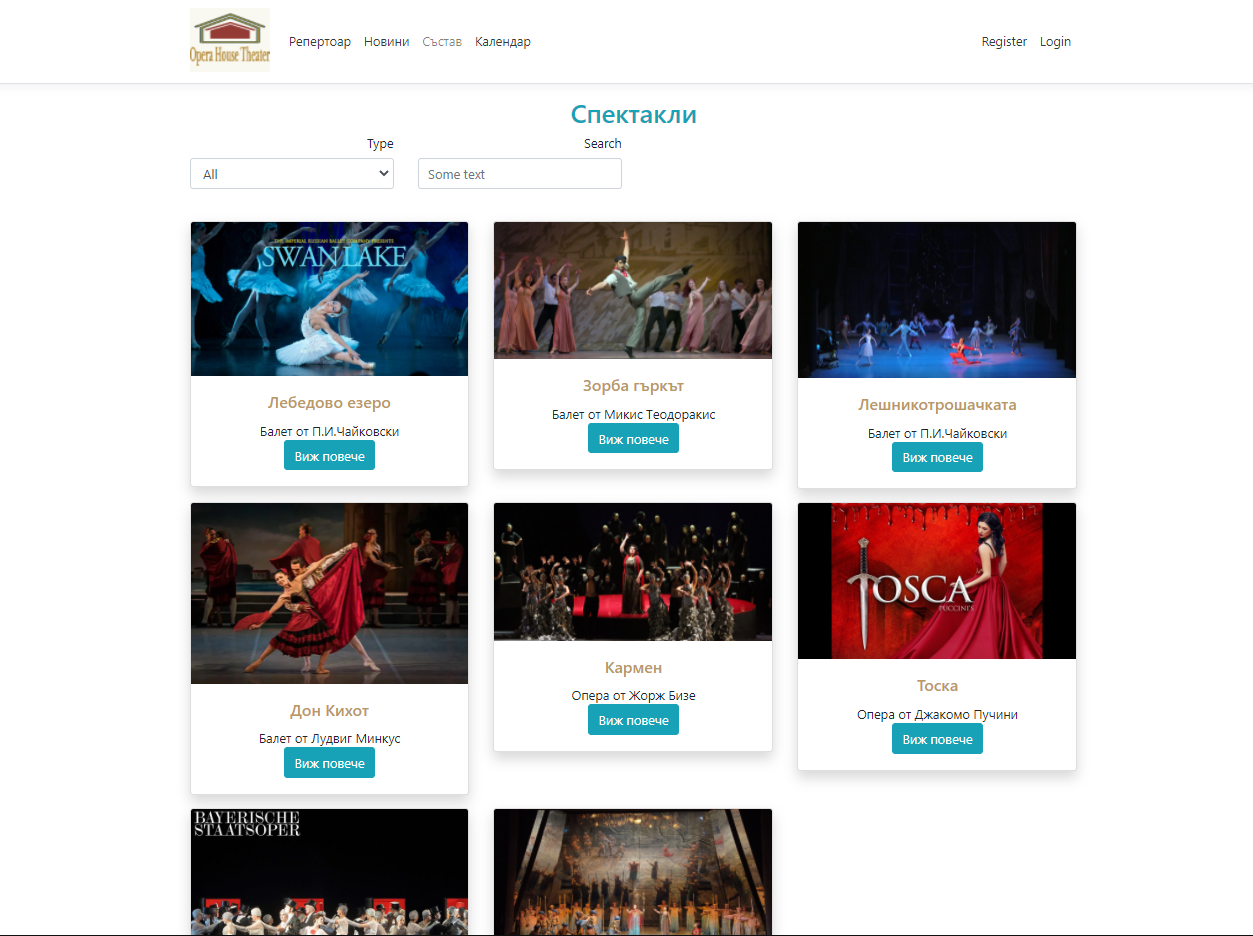 Opera House Theater
Репертоар Новини Състав Календар
Register Login
Спектакли
Type
Search
All
Some text
THE IMPERIAL RUSSIAN BALLET COMPANY PRESENTS
SWAN LAKE
Лебедово езеро
Балет от П.И.Чайковски
Виж повече
Зорба гъркът
Балет от Микис Теодоракис
Виж повече
Лешникотрошачката
Балет от П.И.Чайковски
Виж повече
Дон Кихот
Балет от Лудвиг Минкус
Виж повече
Кармен
Опера от Жорж Бизе
Виж повече
TOSCA
PUCCINI'S
Тоска
Опера от Джакомо Пучини
Виж повече
BAYERISCHE
STAATSOPER